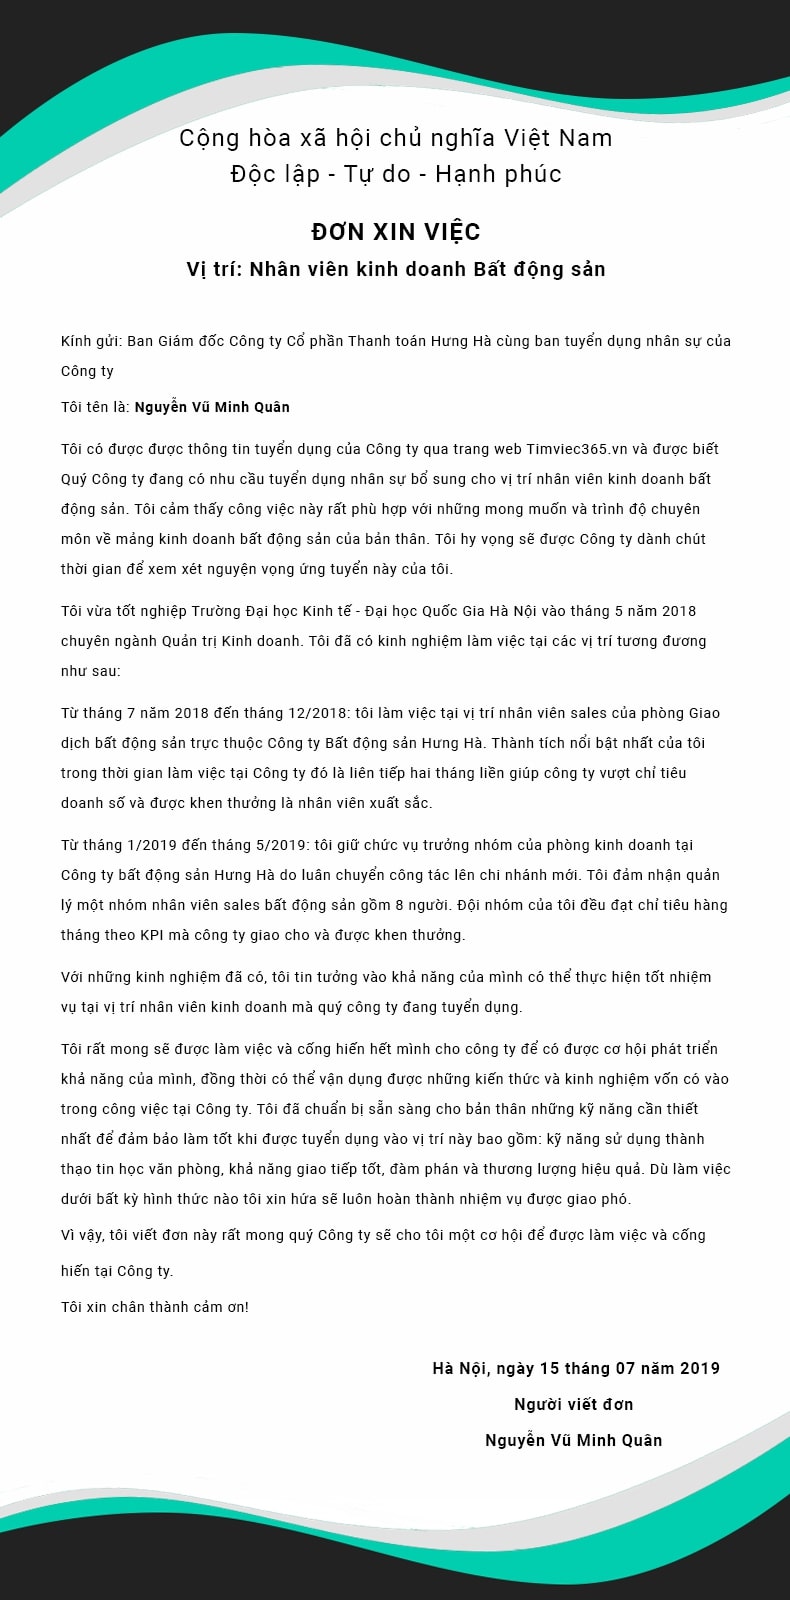 Cộng hòa xã hội chủ nghĩa Việt Nam
Độc lập - Tự do - Hạnh phúc
ĐƠN XIN VIỆC
Vị trí: Nhân viên kinh doanh Bất động sản
Kính gửi: Ban Giám đốc Công ty Cổ phần Thanh toán Hưng Hà cùng ban tuyển dụng nhân sự của
Công ty
Tôi tên là: Nguyễn Vũ Minh Quân
Tôi có được được thông tin tuyển dụng của Công ty qua trang web Timviec365.vn và được biết
Quý Công ty đang có nhu cầu tuyển dụng nhân sự bổ sung cho vị trí nhân viên kinh doanh bất
động sản. Tôi cảm thấy công việc này rất phù hợp với những mong muốn và trình độ chuyên
môn về mảng kinh doanh bất động sản của bản thân. Tôi hy vọng sẽ được Công ty dành chút
thời gian để xem xét nguyện vọng ứng tuyển này của tôi.
Tôi vừa tốt nghiệp Trường Đại học Kinh tế - Đại học Quốc Gia Hà Nội vào tháng 5 năm 2018
chuyên ngành Quản trị Kinh doanh. Tôi đã có kinh nghiệm làm việc tại các vị trí tương đương
như sau:
Từ tháng 7 năm 2018 đến tháng 12/2018: tôi làm việc tại vị trí nhân viên sales của phòng Giao
dịch bất động sản trực thuộc Công ty Bất động sản Hưng Hà. Thành tích nổi bật nhất của tôi
trong thời gian làm việc tại Công ty đó là liên tiếp hai tháng liền giúp công ty vượt chỉ tiêu
doanh số và được khen thưởng là nhân viên xuất sắc.
Từ tháng 1/2019 đến tháng 5/2019: tôi giữ chức vụ trưởng nhóm của phòng kinh doanh tại
Công ty bất động sản Hưng Hà do luân chuyển công tác lên chi nhánh mới. Tôi đảm nhận quản
lý một nhóm nhân viên sales bất động sản gồm 8 người. Đội nhóm của tôi đều đạt chỉ tiêu hàng
tháng theo KPI mà công ty giao cho và được khen thưởng.
Với những kinh nghiệm đã có, tôi tin tưởng vào khả năng của mình có thể thực hiện tốt nhiệm
vụ tại vị trí nhân viên kinh doanh mà quý công ty đang tuyển dụng.
Tôi rất mong sẽ được làm việc và cống hiến hết mình cho công ty để có được cơ hội phát triển
khả năng của mình, đồng thời có thể vận dụng được những kiến thức và kinh nghiệm vốn có vào
trong công việc tại Công ty. Tôi đã chuẩn bị sẵn sàng cho bản thân những kỹ năng cần thiết
nhất để đảm bảo làm tốt khi được tuyển dụng vào vị trí này bao gồm: kỹ năng sử dụng thành
thạo tin học văn phòng, khả năng giao tiếp tốt, đàm phán và thương lượng hiệu quả. Dù làm việc
dưới bất kỳ hình thức nào tôi xin hứa sẽ luôn hoàn thành nhiệm vụ được giao phó.
Vì vậy, tôi viết đơn này rất mong quý Công ty sẽ cho tôi một cơ hội để được làm việc và cống
hiến tại Công ty.
Tôi xin chân thành cảm ơn!
Hà Nội, ngày 15 tháng 07 năm 2019
Người viết đơn
Nguyễn Vũ Minh Quân